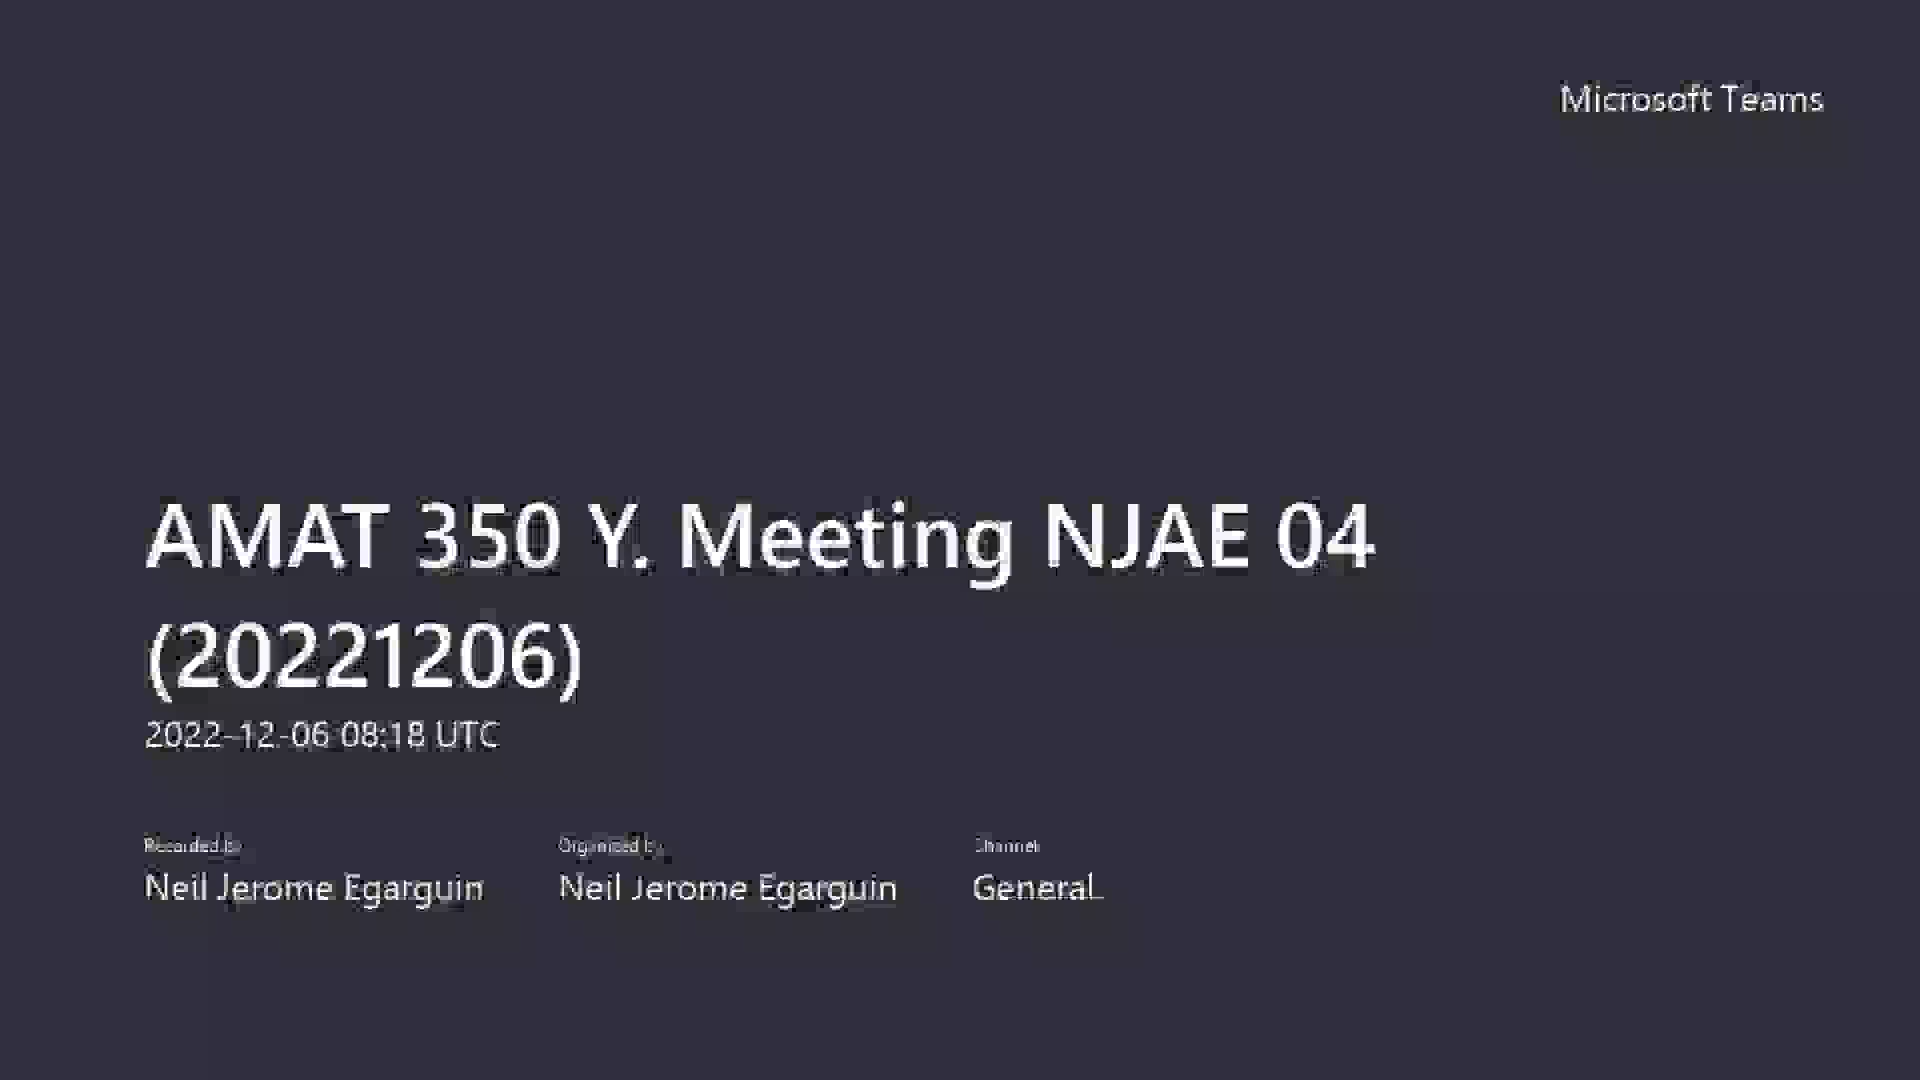 Microsoft Teams
AMAT 350 Y. Meeting NJAE 04
(20221206)
2022-12-06 08:18 UTC
Recorded by
Organized by
Channel
Neil Jerome Egarguin
Neil Jerome Egarguin
General